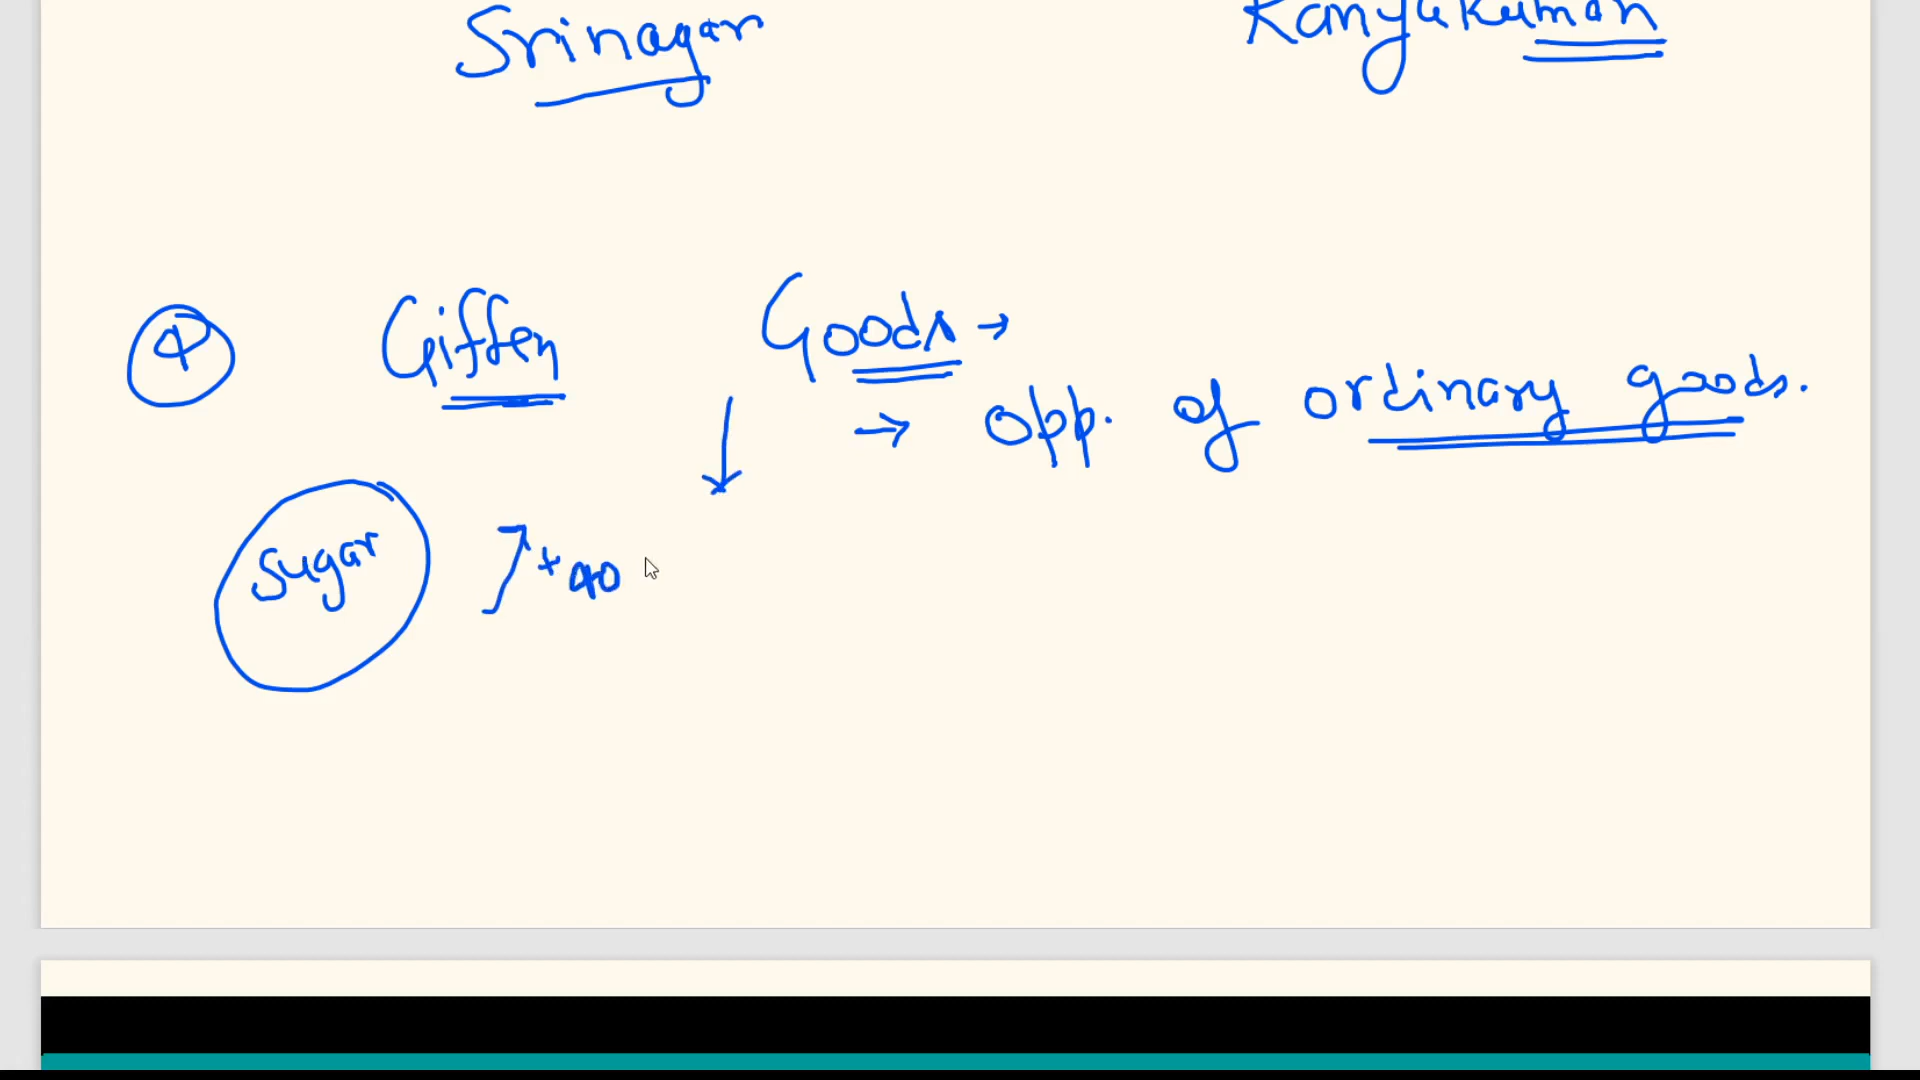 Srinagar Kanyakumari
④ Giffen Goods →
→ opp. of ordinary goods.
Sugar + 40